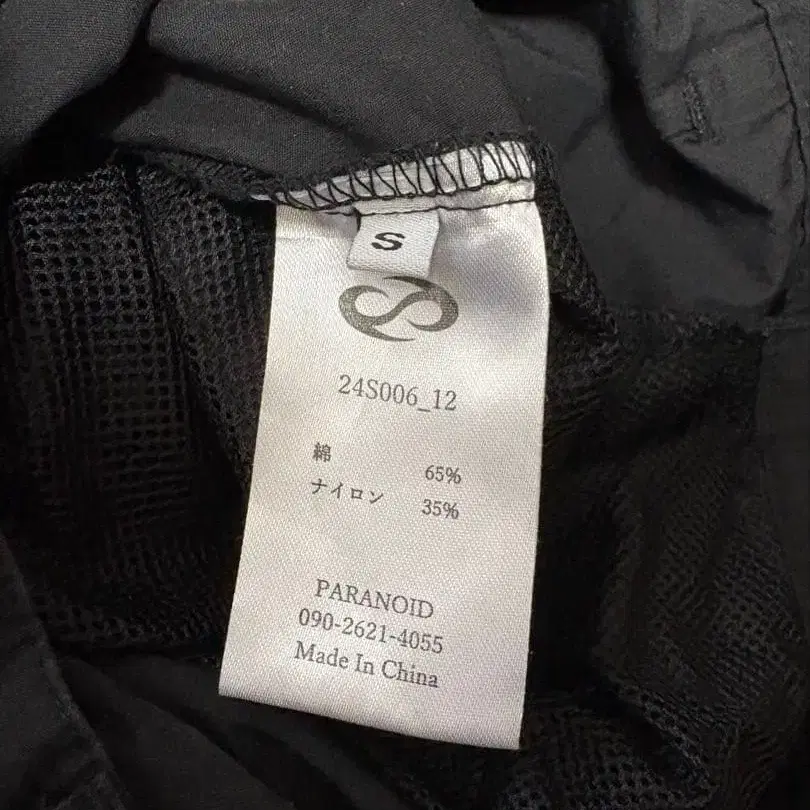 S
24S006_12
綿 65%
ナイロン 35%
PARANOID
090-2621-4055
Made In China